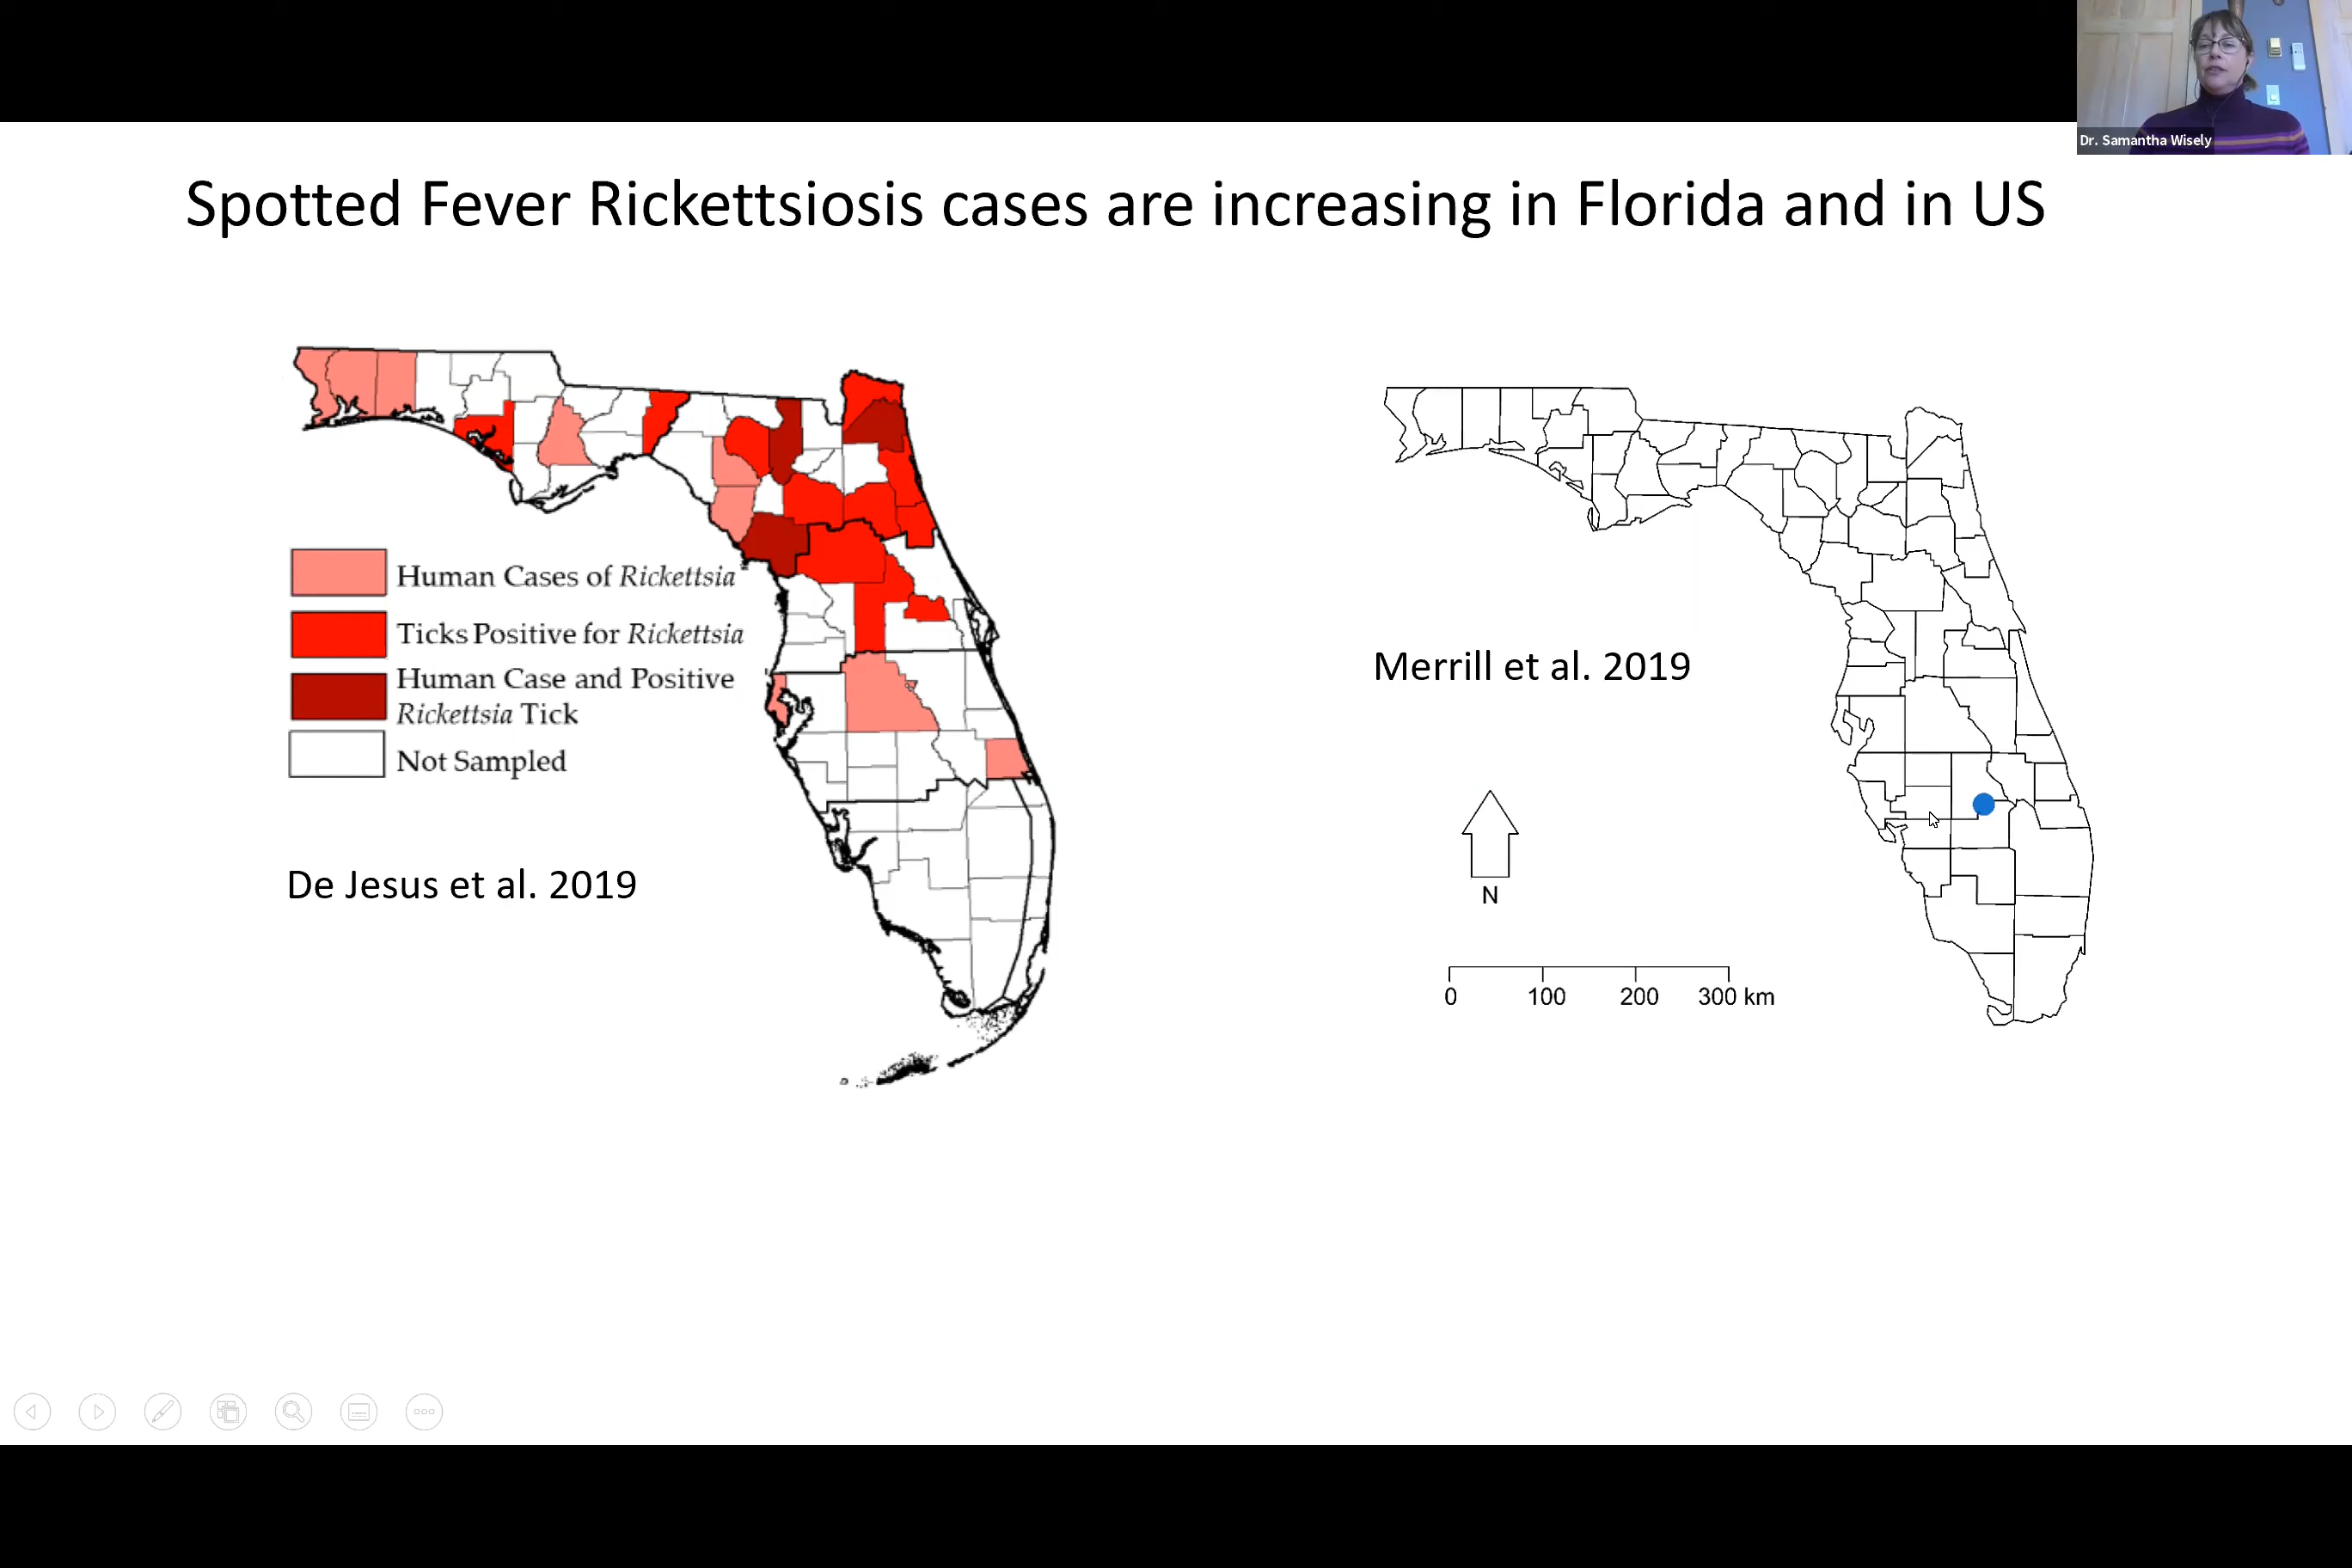 Dr. Samantha Wisely
Spotted Fever Rickettsiosis cases are increasing in Florida and in US
Human Cases of Rickettsia
Ticks Positive for Rickettsia
Human Case and Positive
Rickettsia Tick
Not Sampled
De Jesus et al. 2019
Merrill et al. 2019
N
0 100 200 300 km